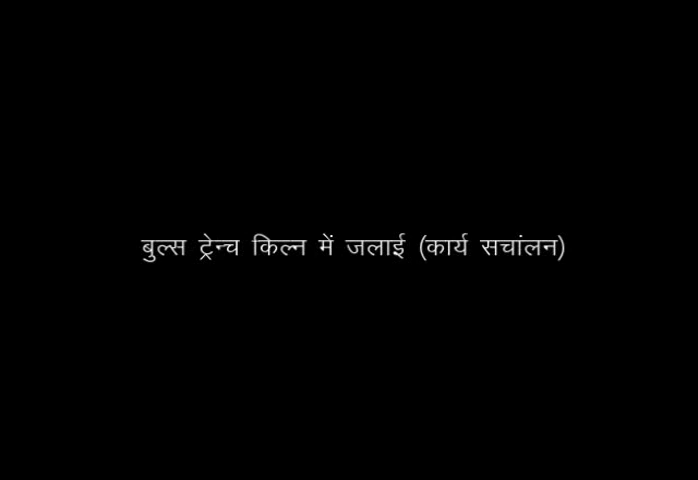 बुल्स ट्रेन्च किल्न में जलाई (कार्य सचांलन)